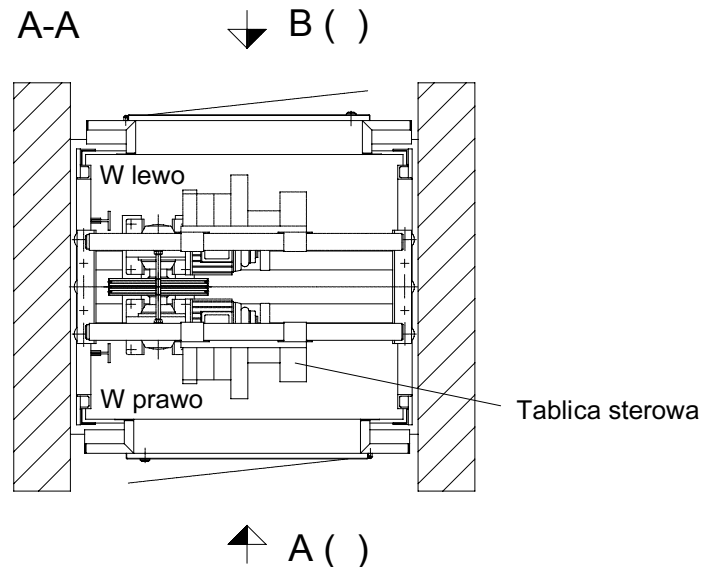 A-A
B ( )
W lewo
W prawo
Tablica sterowa
A ( )